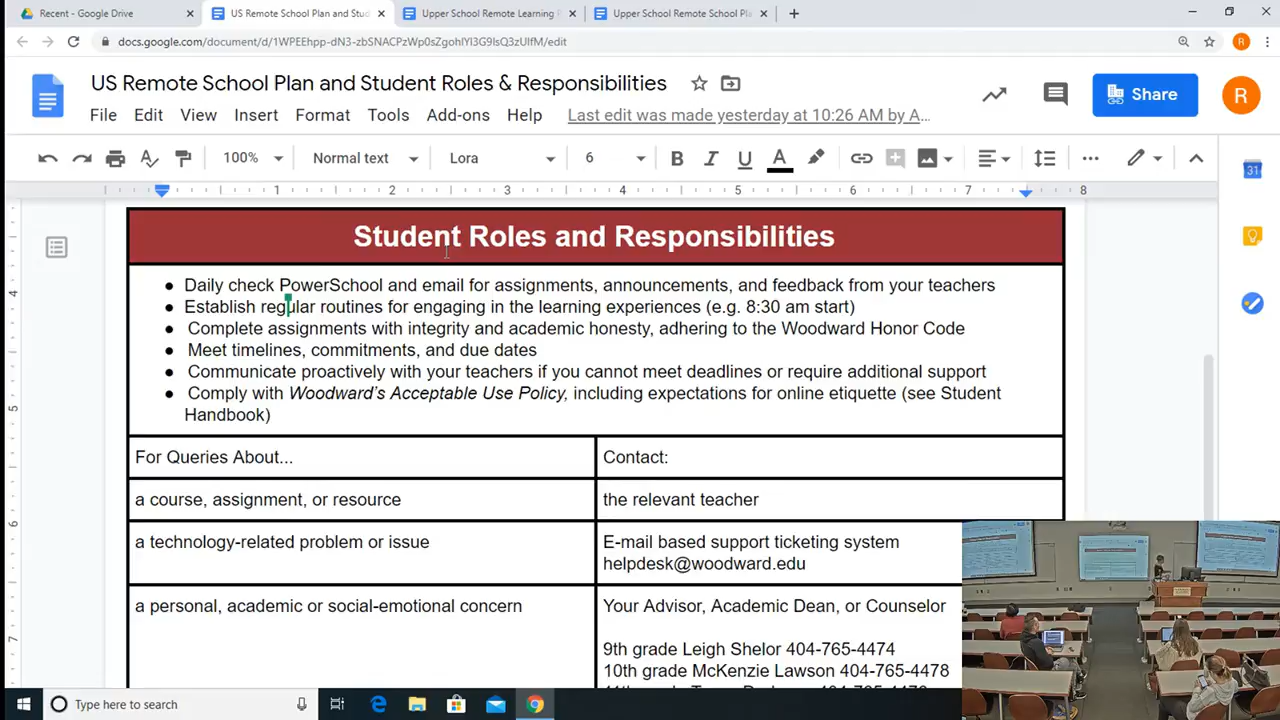 Recent - Google Drive
US Remote School Plan and Stud
Upper School Remote Learning P
Upper School Remote School Pl
docs.google.com/document/d/1WPEEhpp-dN3-zbSNACPzWp0sZgohlYl3G9lsQ3zUIfM/edit
US Remote School Plan and Student Roles & Responsibilities
Share
R
File Edit View Insert Format Tools Add-ons Help Last edit was made yesterday at 10:26 AM by A...
100% Normal text Lora 6 B I U A
1 2 3 4 5 6 7 8
Student Roles and Responsibilities
● Daily check PowerSchool and email for assignments, announcements, and feedback from your teachers
● Establish regular routines for engaging in the learning experiences (e.g. 8:30 am start)
● Complete assignments with integrity and academic honesty, adhering to the Woodward Honor Code
● Meet timelines, commitments, and due dates
● Communicate proactively with your teachers if you cannot meet deadlines or require additional support
● Comply with Woodward's Acceptable Use Policy, including expectations for online etiquette (see Student
Handbook)
For Queries About... Contact:
a course, assignment, or resource the relevant teacher
a technology-related problem or issue E-mail based support ticketing system
helpdesk@woodward.edu
a personal, academic or social-emotional concern Your Advisor, Academic Dean, or Counselor
9th grade Leigh Shelor 404-765-4474
10th grade McKenzie Lawson 404-765-4478
Type here to search